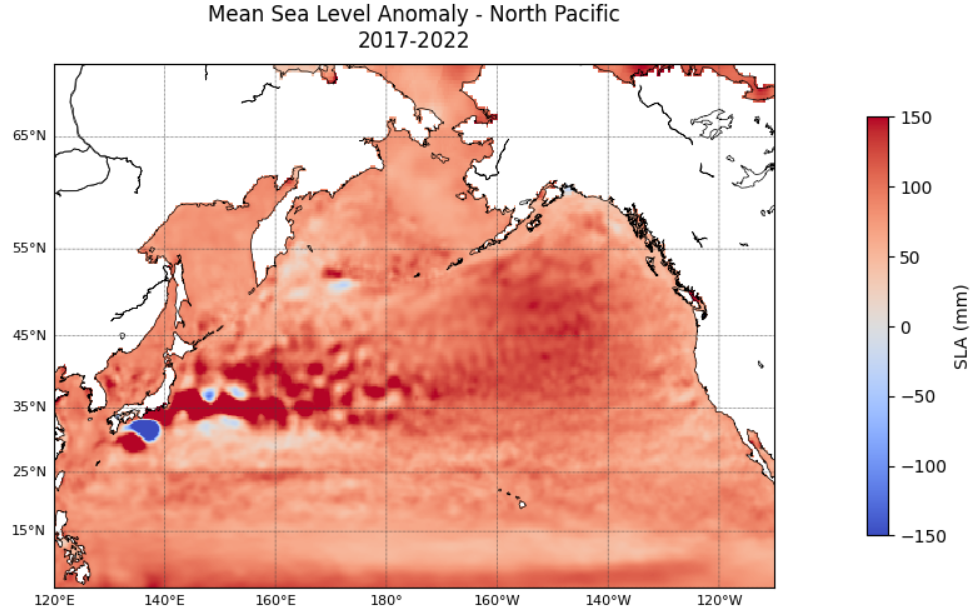 Mean Sea Level Anomaly - North Pacific
2017-2022
65°N
55°N
45°N
35°N
25°N
15°N
120°E
140°E
160°E
180°
160°W
140°W
120°W
150
100
50
0
−50
−100
−150
SLA (mm)